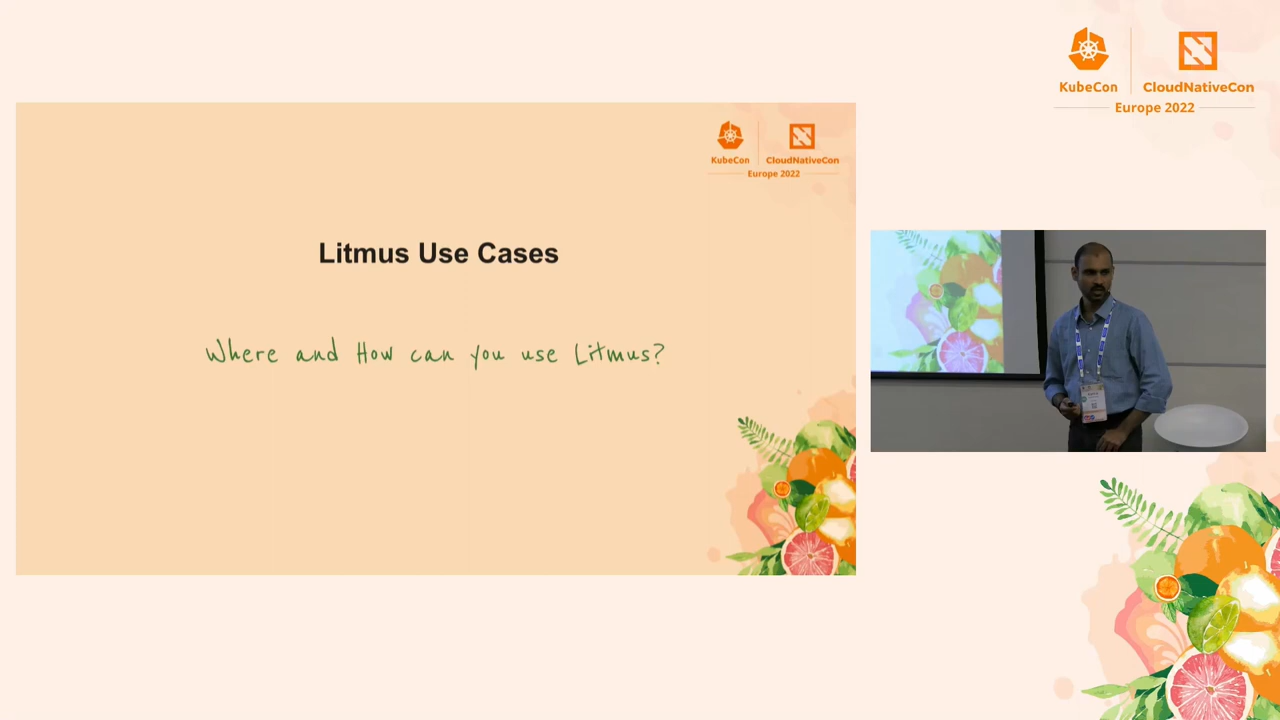 KubeCon
CloudNativeCon
Europe 2022
KubeCon
CloudNativeCon
Europe 2022
Litmus Use Cases
Where and How can you use Litmus?